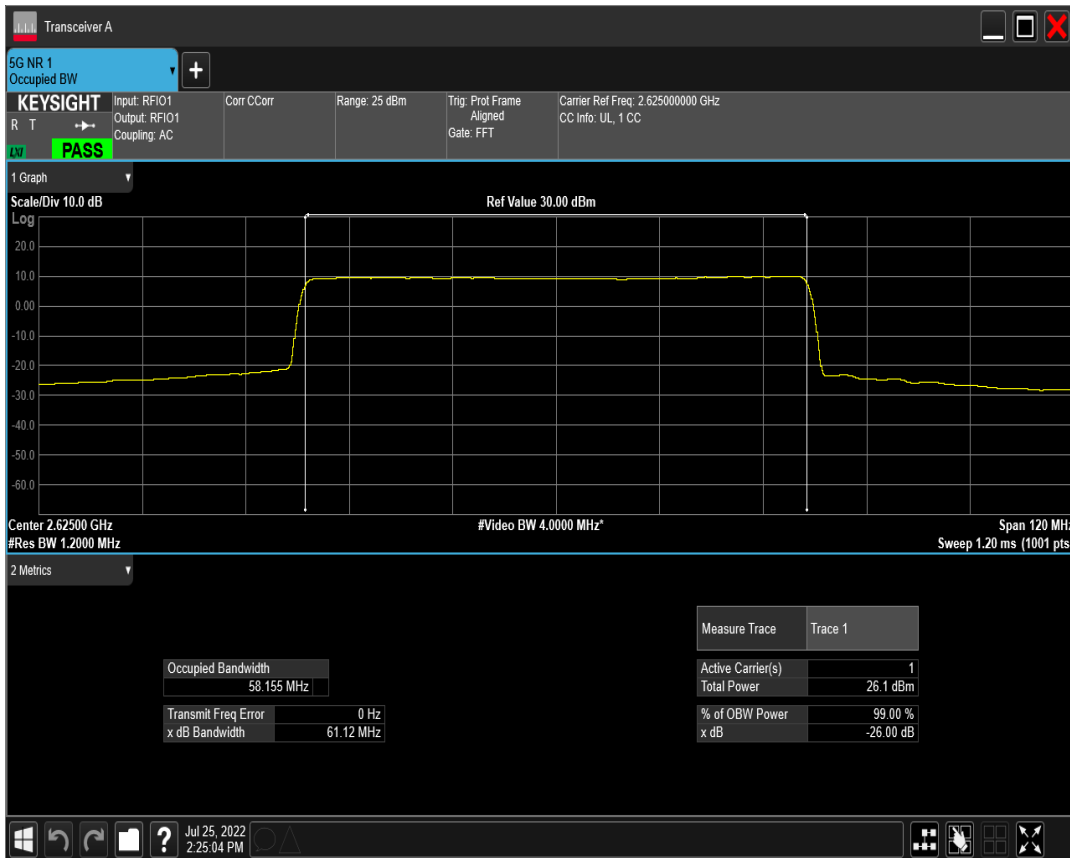 Transceiver A
5G NR 1
Occupied BW
KEYSIGHT
R T
LXI
PASS
Input: RFIO1
Output: RFIO1
Coupling: AC
Corr CCorr
Range: 25 dBm
Trig: Prot Frame
Aligned
Gate: FFT
Carrier Ref Freq: 2.625000000 GHz
CC Info: UL, 1 CC
1 Graph
Scale/Div 10.0 dB
Ref Value 30.00 dBm
Log
20.0
10.0
0.00
-10.0
-20.0
-30.0
-40.0
-50.0
-60.0
Center 2.62500 GHz
#Video BW 4.0000 MHz*
Span 120 MHz
#Res BW 1.2000 MHz
Sweep 1.20 ms (1001 pts
2 Metrics
Measure Trace Trace 1
Occupied Bandwidth
58.155 MHz
Active Carrier(s) 1
Total Power 26.1 dBm
Transmit Freq Error 0 Hz
x dB Bandwidth 61.12 MHz
% of OBW Power 99.00 %
x dB -26.00 dB
?
Jul 25, 2022
2:25:04 PM